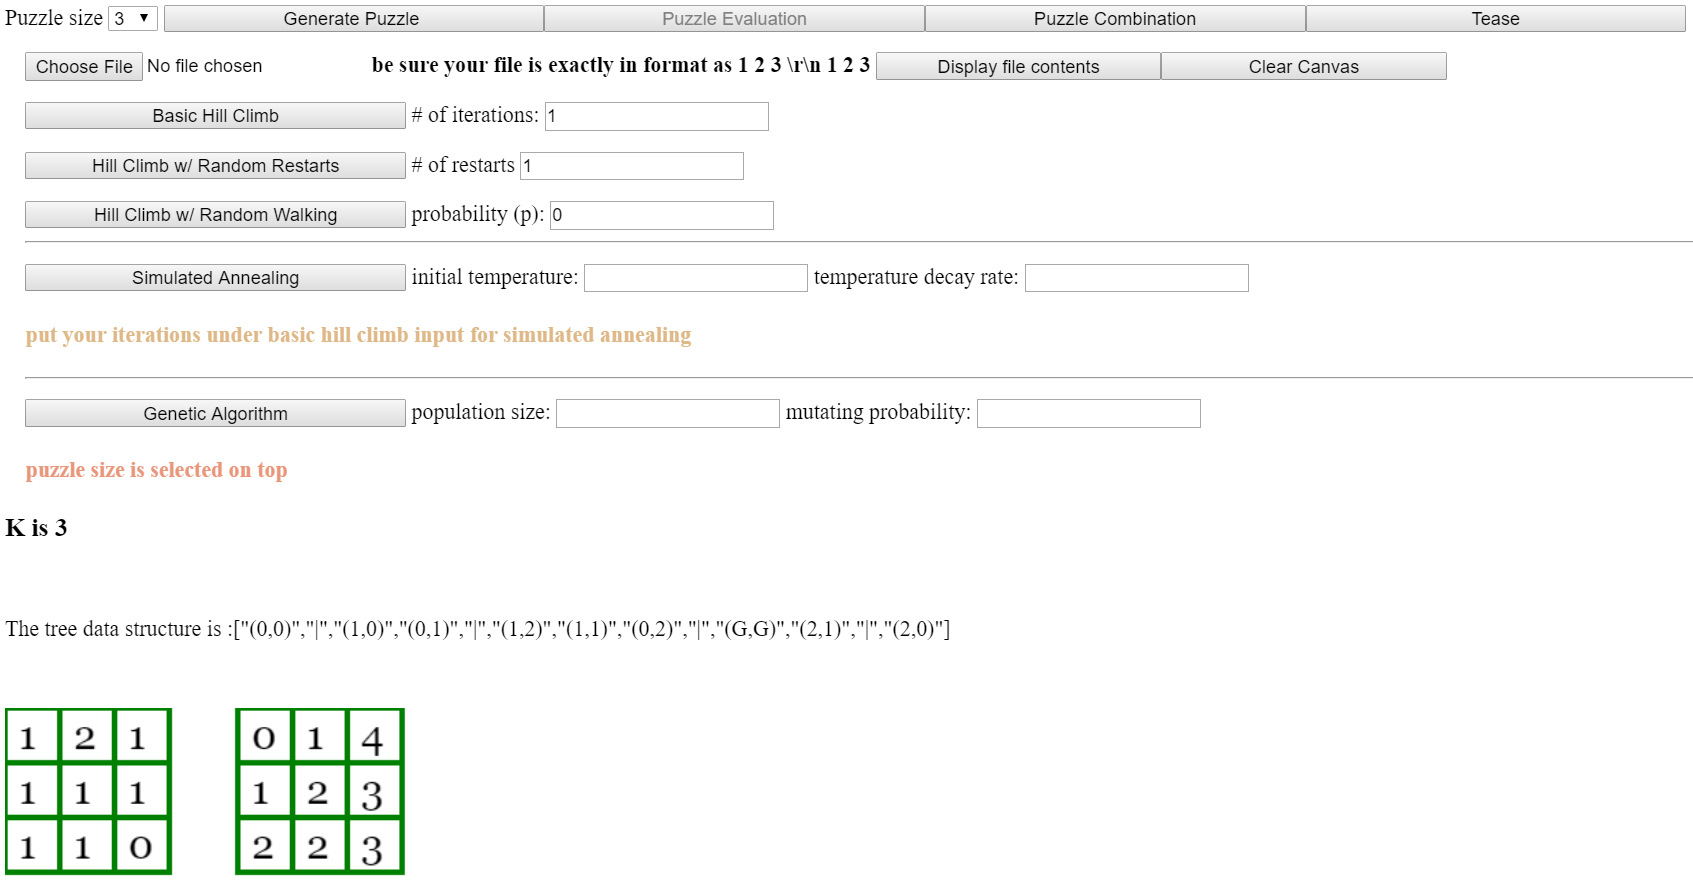 Puzzle size 3 Generate Puzzle Puzzle Evaluation Puzzle Combination Tease
Choose File No file chosen be sure your file is exactly in format as 1 2 3 \r\n 1 2 3 Display file contents Clear Canvas
Basic Hill Climb # of iterations: 1
Hill Climb w/ Random Restarts # of restarts 1
Hill Climb w/ Random Walking probability (p): 0
Simulated Annealing initial temperature: temperature decay rate:
put your iterations under basic hill climb input for simulated annealing
Genetic Algorithm population size: mutating probability:
puzzle size is selected on top
K is 3
The tree data structure is :["(0,0)","|","(1,0)","(0,1)","|","(1,2)","(1,1)","(0,2)","|","(G,G)","(2,1)","|","(2,0)"]
1 2 1 0 1 4
1 1 1 1 2 3
1 1 0 2 2 3